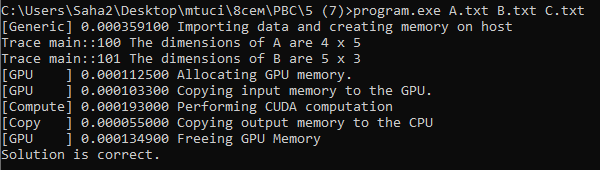 C:\Users\Saha2\Desktop\mtuci\8сем\РВС\5 (7)>program.exe A.txt B.txt C.txt
[Generic] 0.000359100 Importing data and creating memory on host
Trace main::100 The dimensions of A are 4 x 5
Trace main::101 The dimensions of B are 5 x 3
[GPU    ] 0.000112500 Allocating GPU memory.
[GPU    ] 0.000103300 Copying input memory to the GPU.
[Compute] 0.000193000 Performing CUDA computation
[Copy   ] 0.000055000 Copying output memory to the CPU
[GPU    ] 0.000134900 Freeing GPU Memory
Solution is correct.